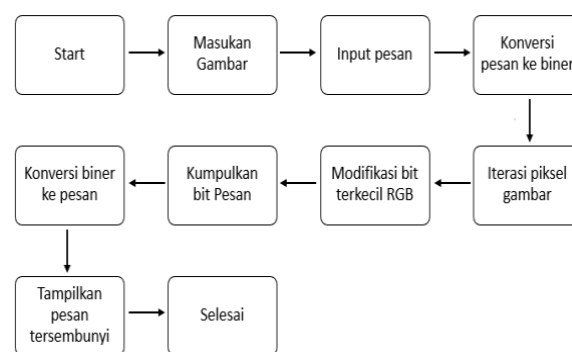 Start
Masukan
Gambar
Input pesan
Konversi
pesan ke biner
Iterasi piksel
gambar
Modifikasi bit
terkecil RGB
Kumpulkan
bit Pesan
Konversi biner
ke pesan
Tampilkan
pesan
tersembunyi
Selesai